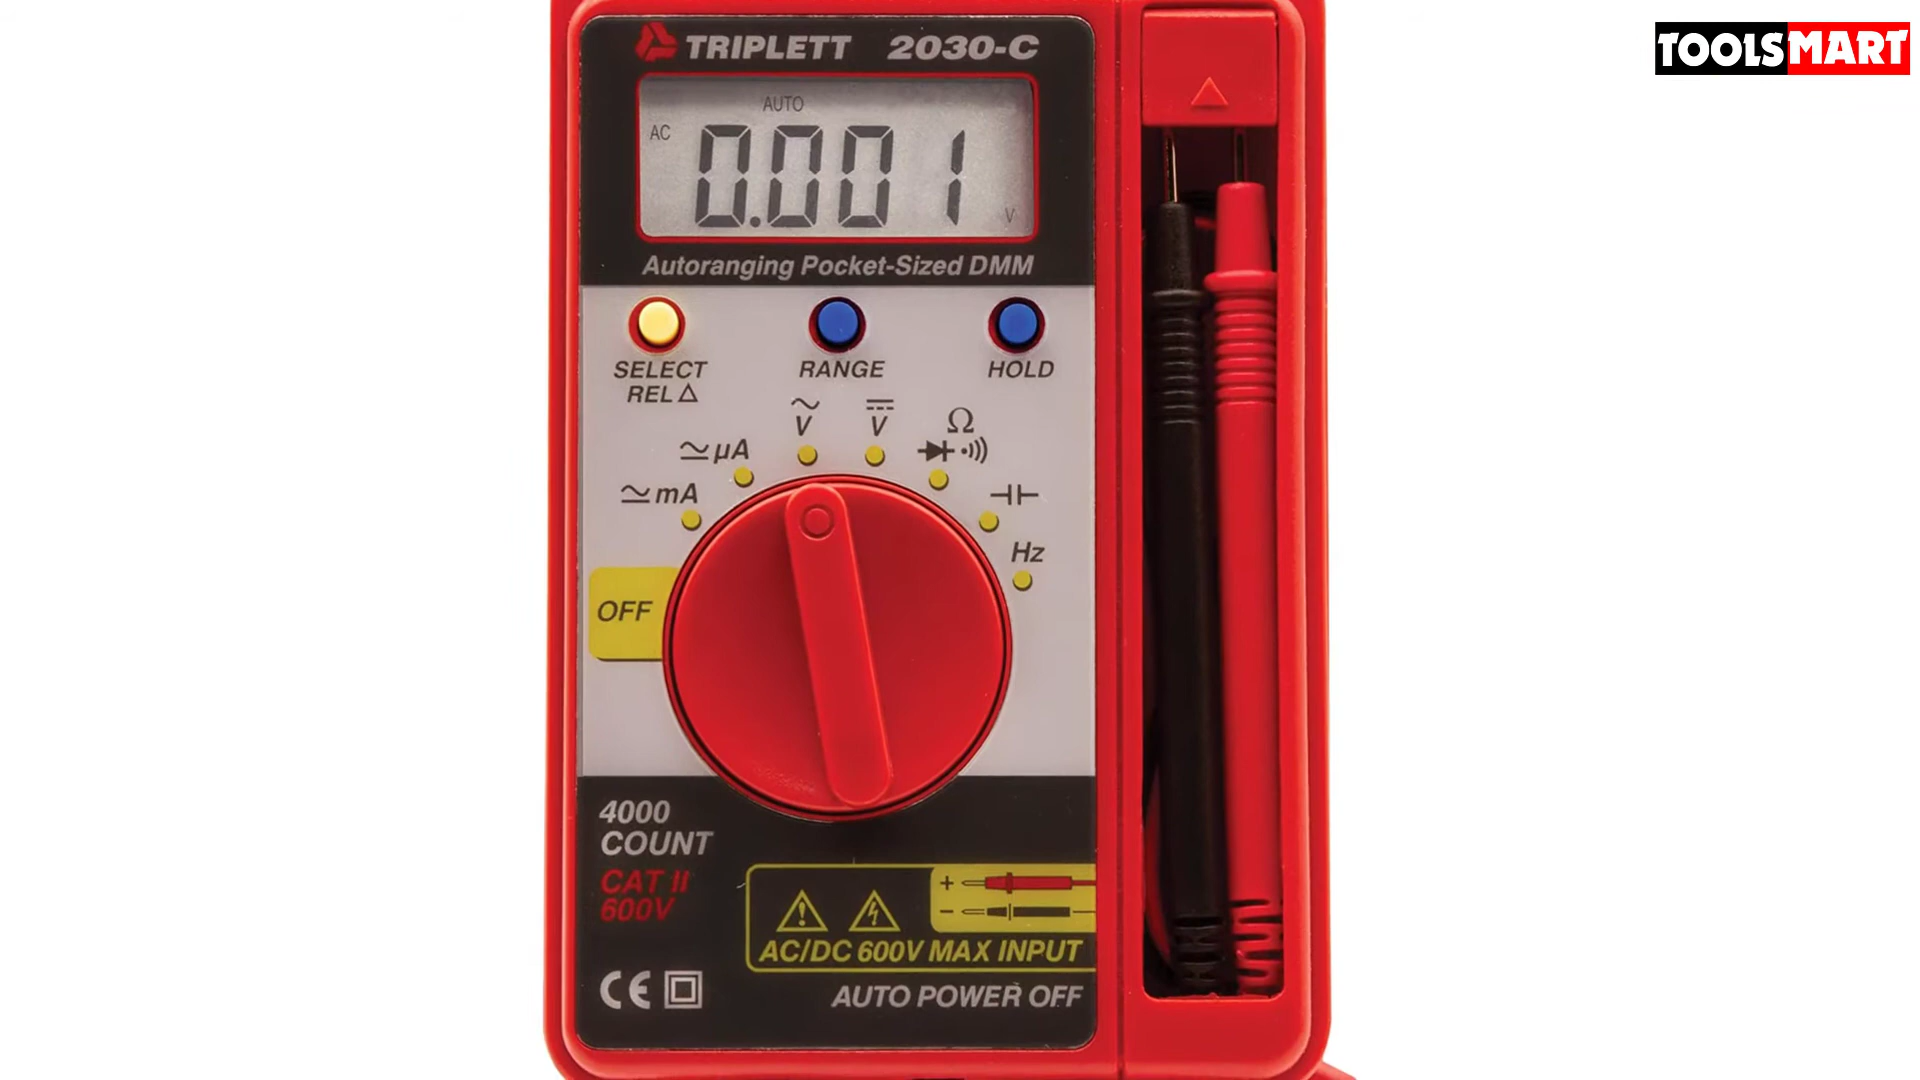 TOOLSMART
TRIPLETT 2030-C
AUTO
AC
0.001
V
Autoranging Pocket-Sized DMM
SELECT
REL △
RANGE
HOLD
mA
µA
V
V
Ω
Hz
OFF
4000
COUNT
CAT II
600V
+
-
AC/DC 600V MAX INPUT
CE
AUTO POWER OFF